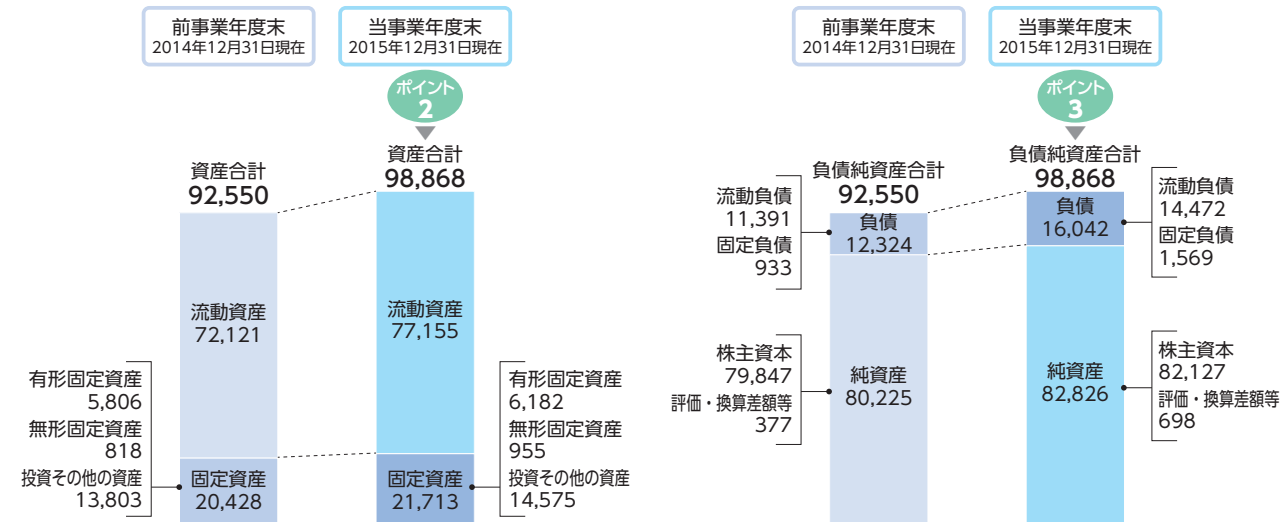 前事業年度末
2014年12月31日現在
当事業年度末
2015年12月31日現在
ポイント
2
資産合計
92,550
資産合計
98,868
流動資産
72,121
流動資産
77,155
有形固定資産
5,806
無形固定資産
818
投資その他の資産
13,803
固定資産
20,428
固定資産
21,713
有形固定資産
6,182
無形固定資産
955
投資その他の資産
14,575
前事業年度末
2014年12月31日現在
当事業年度末
2015年12月31日現在
ポイント
3
負債純資産合計
92,550
負債純資産合計
98,868
流動負債
11,391
固定負債
933
負債
12,324
負債
16,042
流動負債
14,472
固定負債
1,569
株主資本
79,847
評価・換算差額等
377
純資産
80,225
純資産
82,826
株主資本
82,127
評価・換算差額等
698